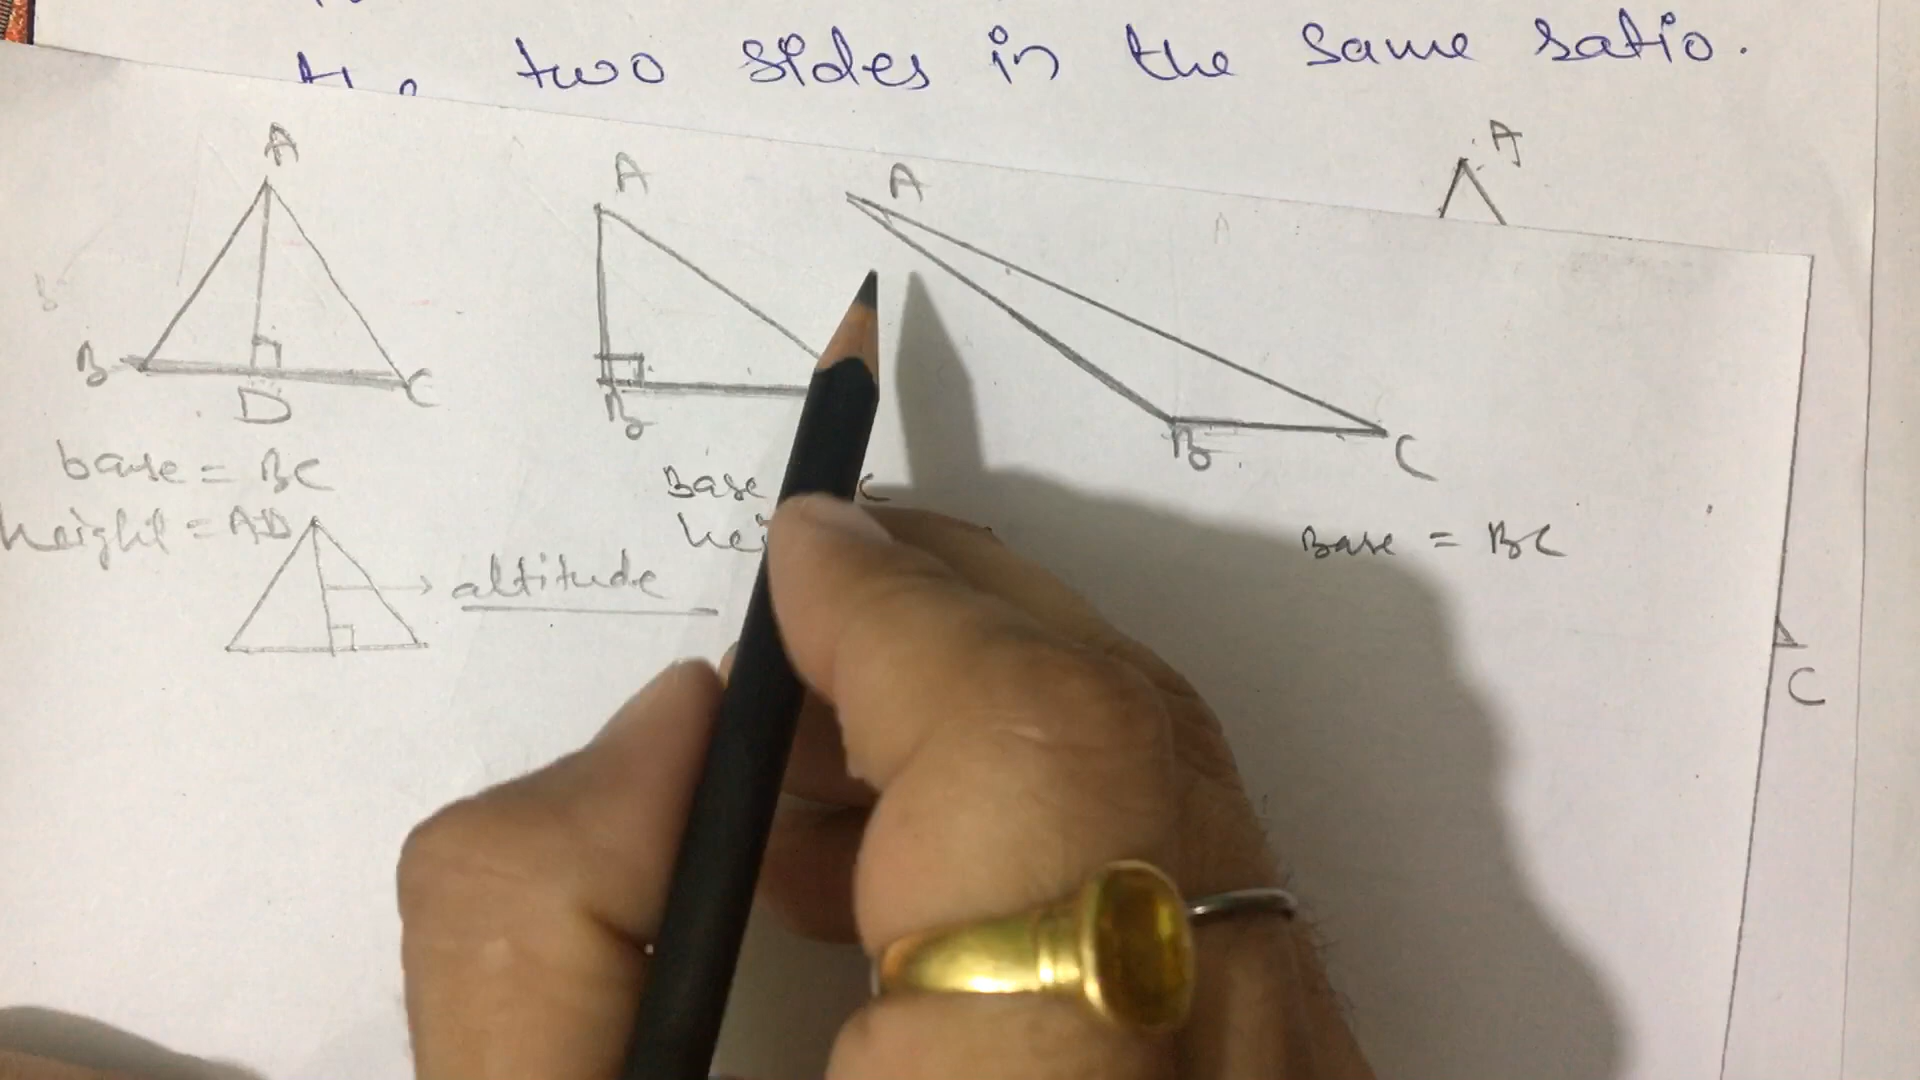 two sides in the same ratio.
A
A
A
A
A
B
D
C
B
B
C
base = BC
height = AD
altitude
Base
C
Base = BC
C